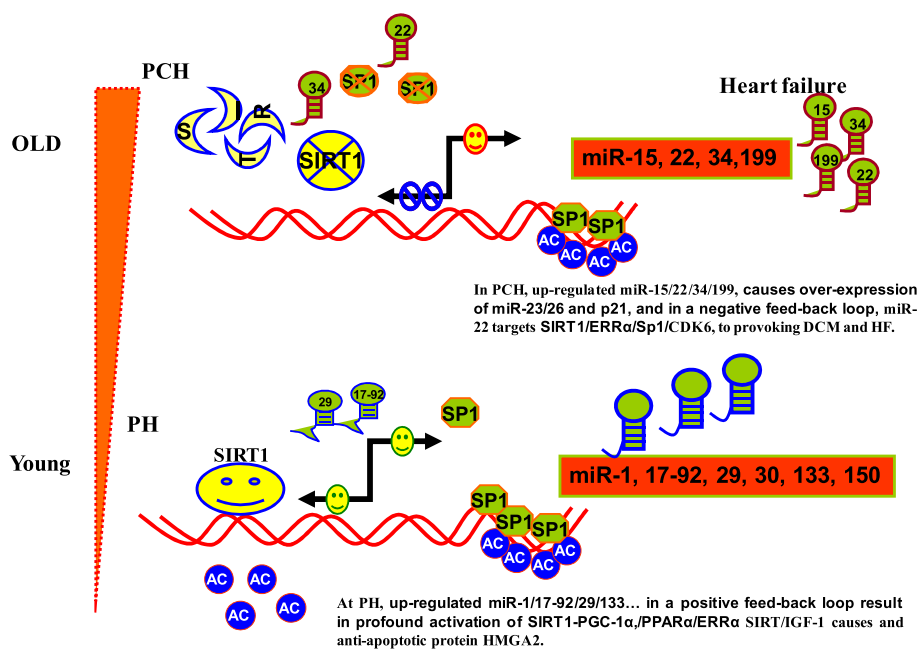 22
PCH
SP1
SP1
34
Heart failure
S
I
R
T
15
34
OLD
SIRT1
miR-15, 22, 34,199
199
22
SP1
SP1
AC
AC
AC
AC
In PCH, up-regulated miR-15/22/34/199, causes over-expression
of miR-23/26 and p21, and in a negative feed-back loop, miR-
22 targets SIRT1/ERRα/Sp1/CDK6, to provoking DCM and HF.
29
17-92
SP1
PH
Young
SIRT1
miR-1, 17-92, 29, 30, 133, 150
SP1
SP1
SP1
AC
AC
AC
AC
AC
AC
AC
AC
At PH, up-regulated miR-1/17-92/29/133… in a positive feed-back loop result
in profound activation of SIRT1-PGC-1α,/PPARα/ERRα SIRT/IGF-1 causes and
anti-apoptotic protein HMGA2.